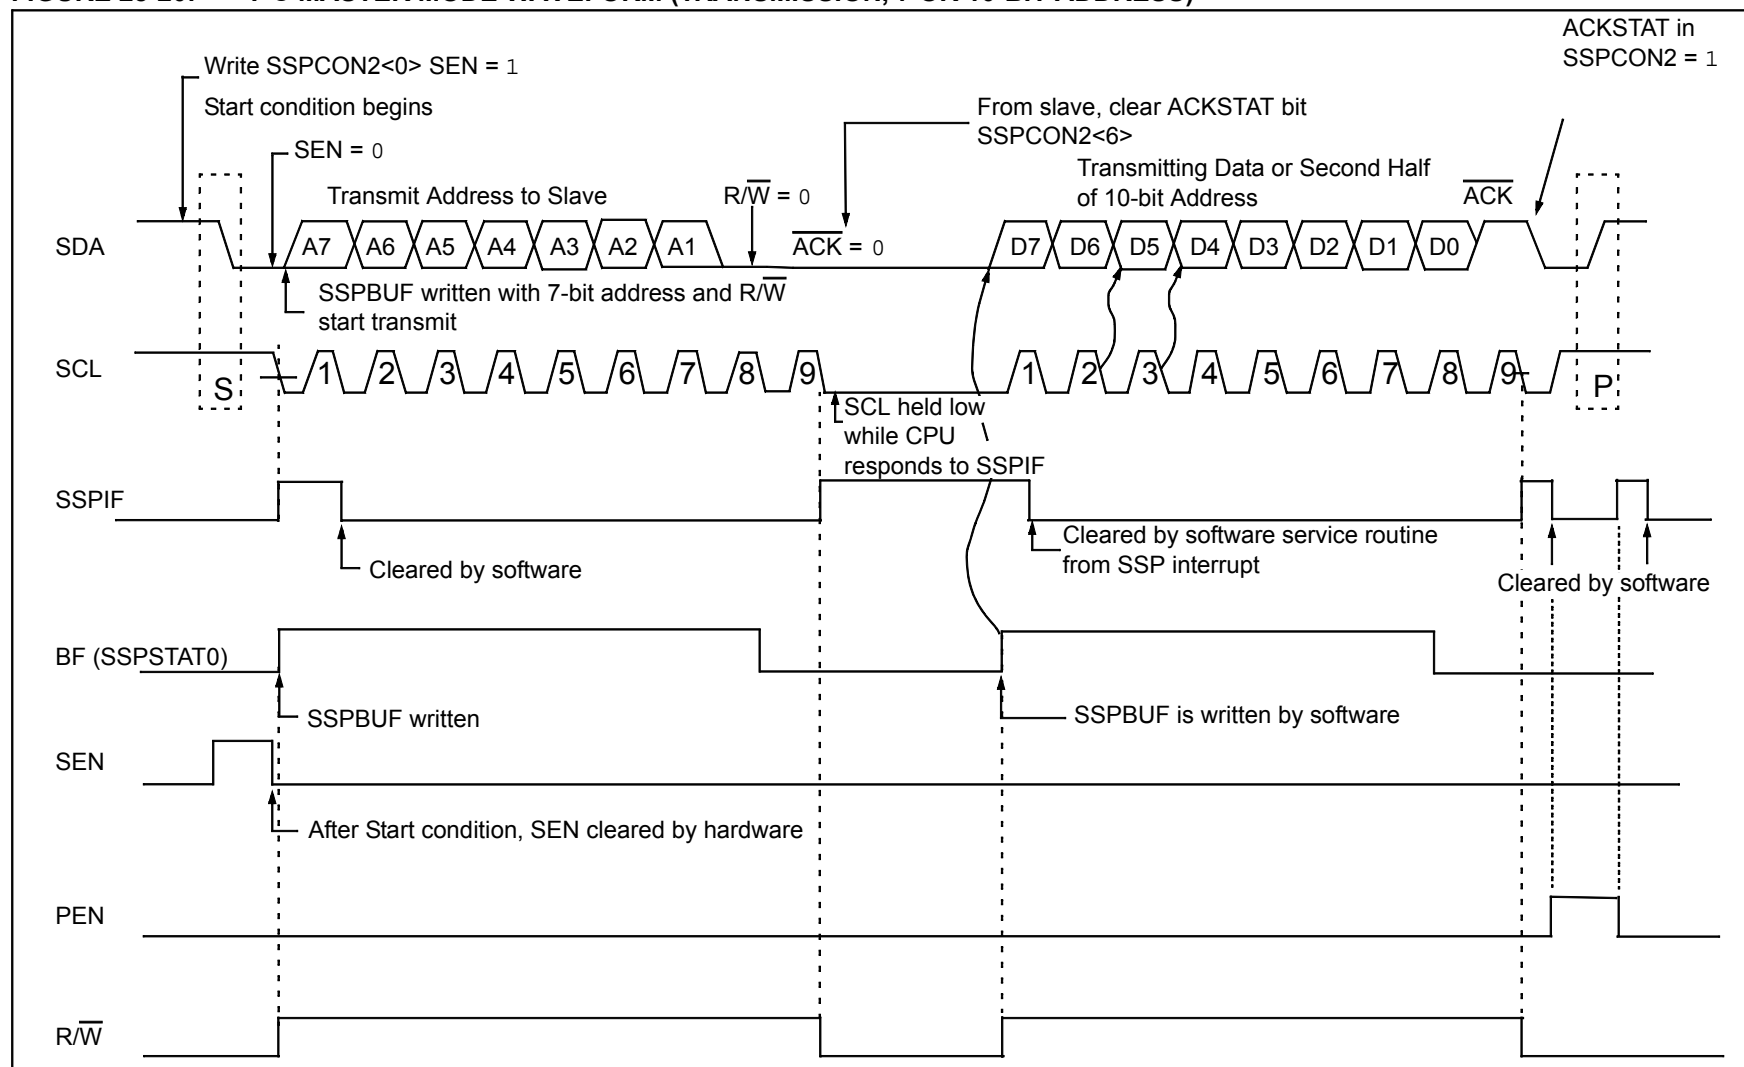 Write SSPCON2<0> SEN = 1
Start condition begins
SEN = 0
Transmit Address to Slave
R/W = 0
From slave, clear ACKSTAT bit
SSPCON2<6>
Transmitting Data or Second Half
of 10-bit Address
ACK
ACKSTAT in
SSPCON2 = 1
SDA
A7 A6 A5 A4 A3 A2 A1
ACK = 0
D7 D6 D5 D4 D3 D2 D1 D0
SSPBUF written with 7-bit address and R/W
start transmit
SCL
S
1 2 3 4 5 6 7 8 9
1 2 3 4 5 6 7 8 9
P
SCL held low
while CPU
responds to SSPIF
SSPIF
Cleared by software
Cleared by software service routine
from SSP interrupt
Cleared by software
BF (SSPSTAT0)
SSPBUF written
SSPBUF is written by software
SEN
After Start condition, SEN cleared by hardware
PEN
R/W